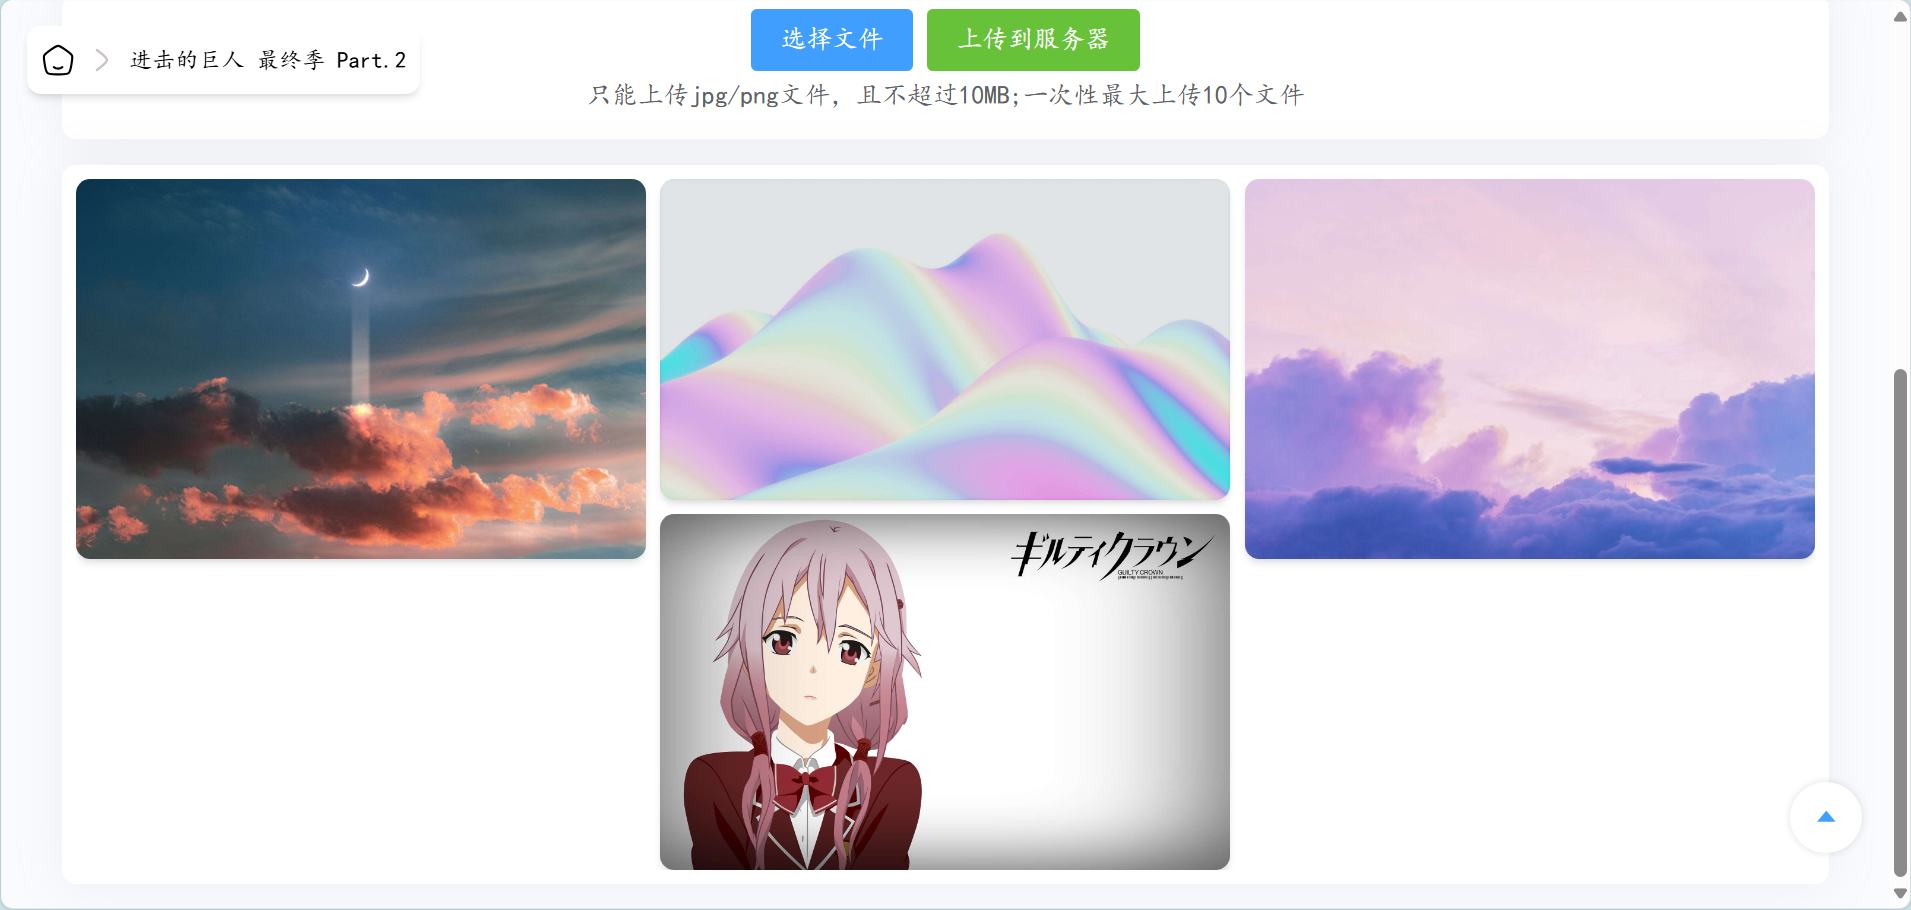 选择文件
上传到服务器
进击的巨人 最终季 Part.2
只能上传jpg/png文件，且不超过10MB;一次性最大上传10个文件
ギルティクラウン
GUILTY CROWN